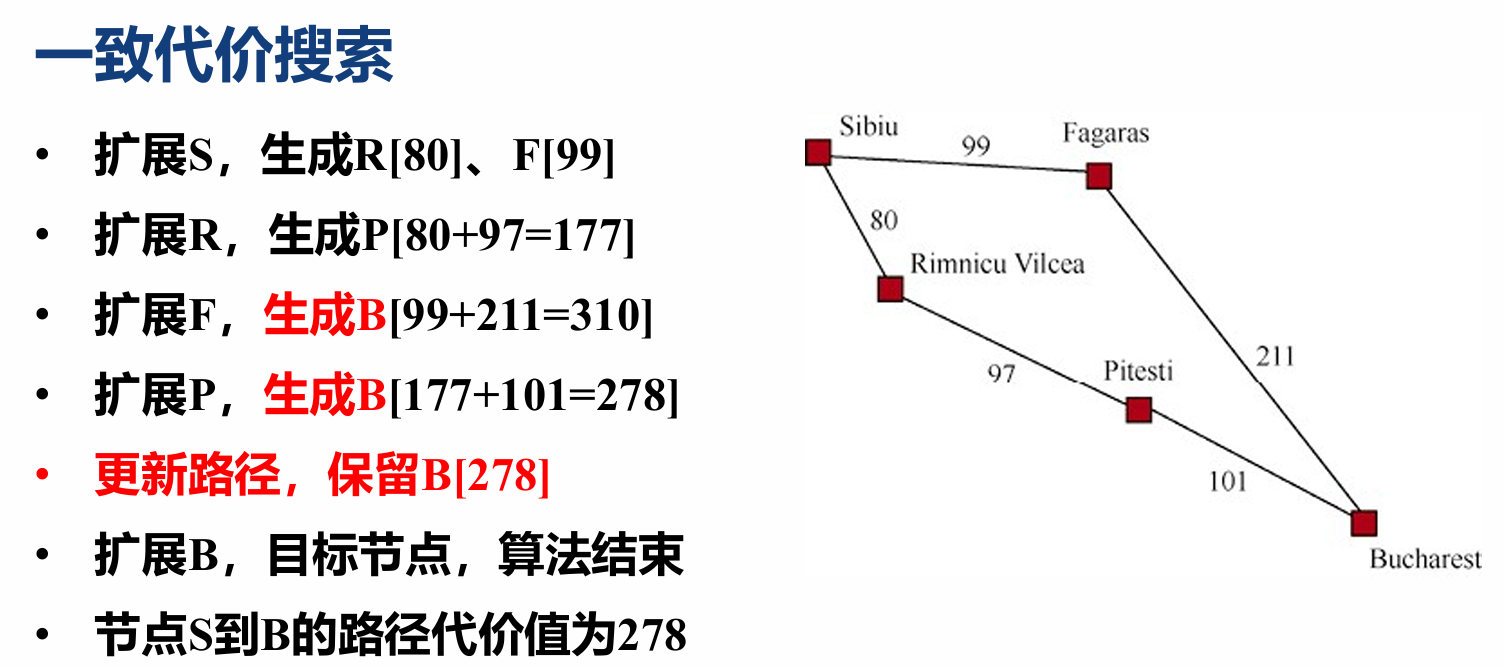 一致代价搜索
• 扩展S，生成R[80]、F[99]
• 扩展R，生成P[80+97=177]
• 扩展F，生成B[99+211=310]
• 扩展P，生成B[177+101=278]
• 更新路径，保留B[278]
• 扩展B，目标节点，算法结束
• 节点S到B的路径代价值为278
Sibiu
99
Fagaras
80
Rimnicu Vilcea
97
Pitesti
211
101
Bucharest